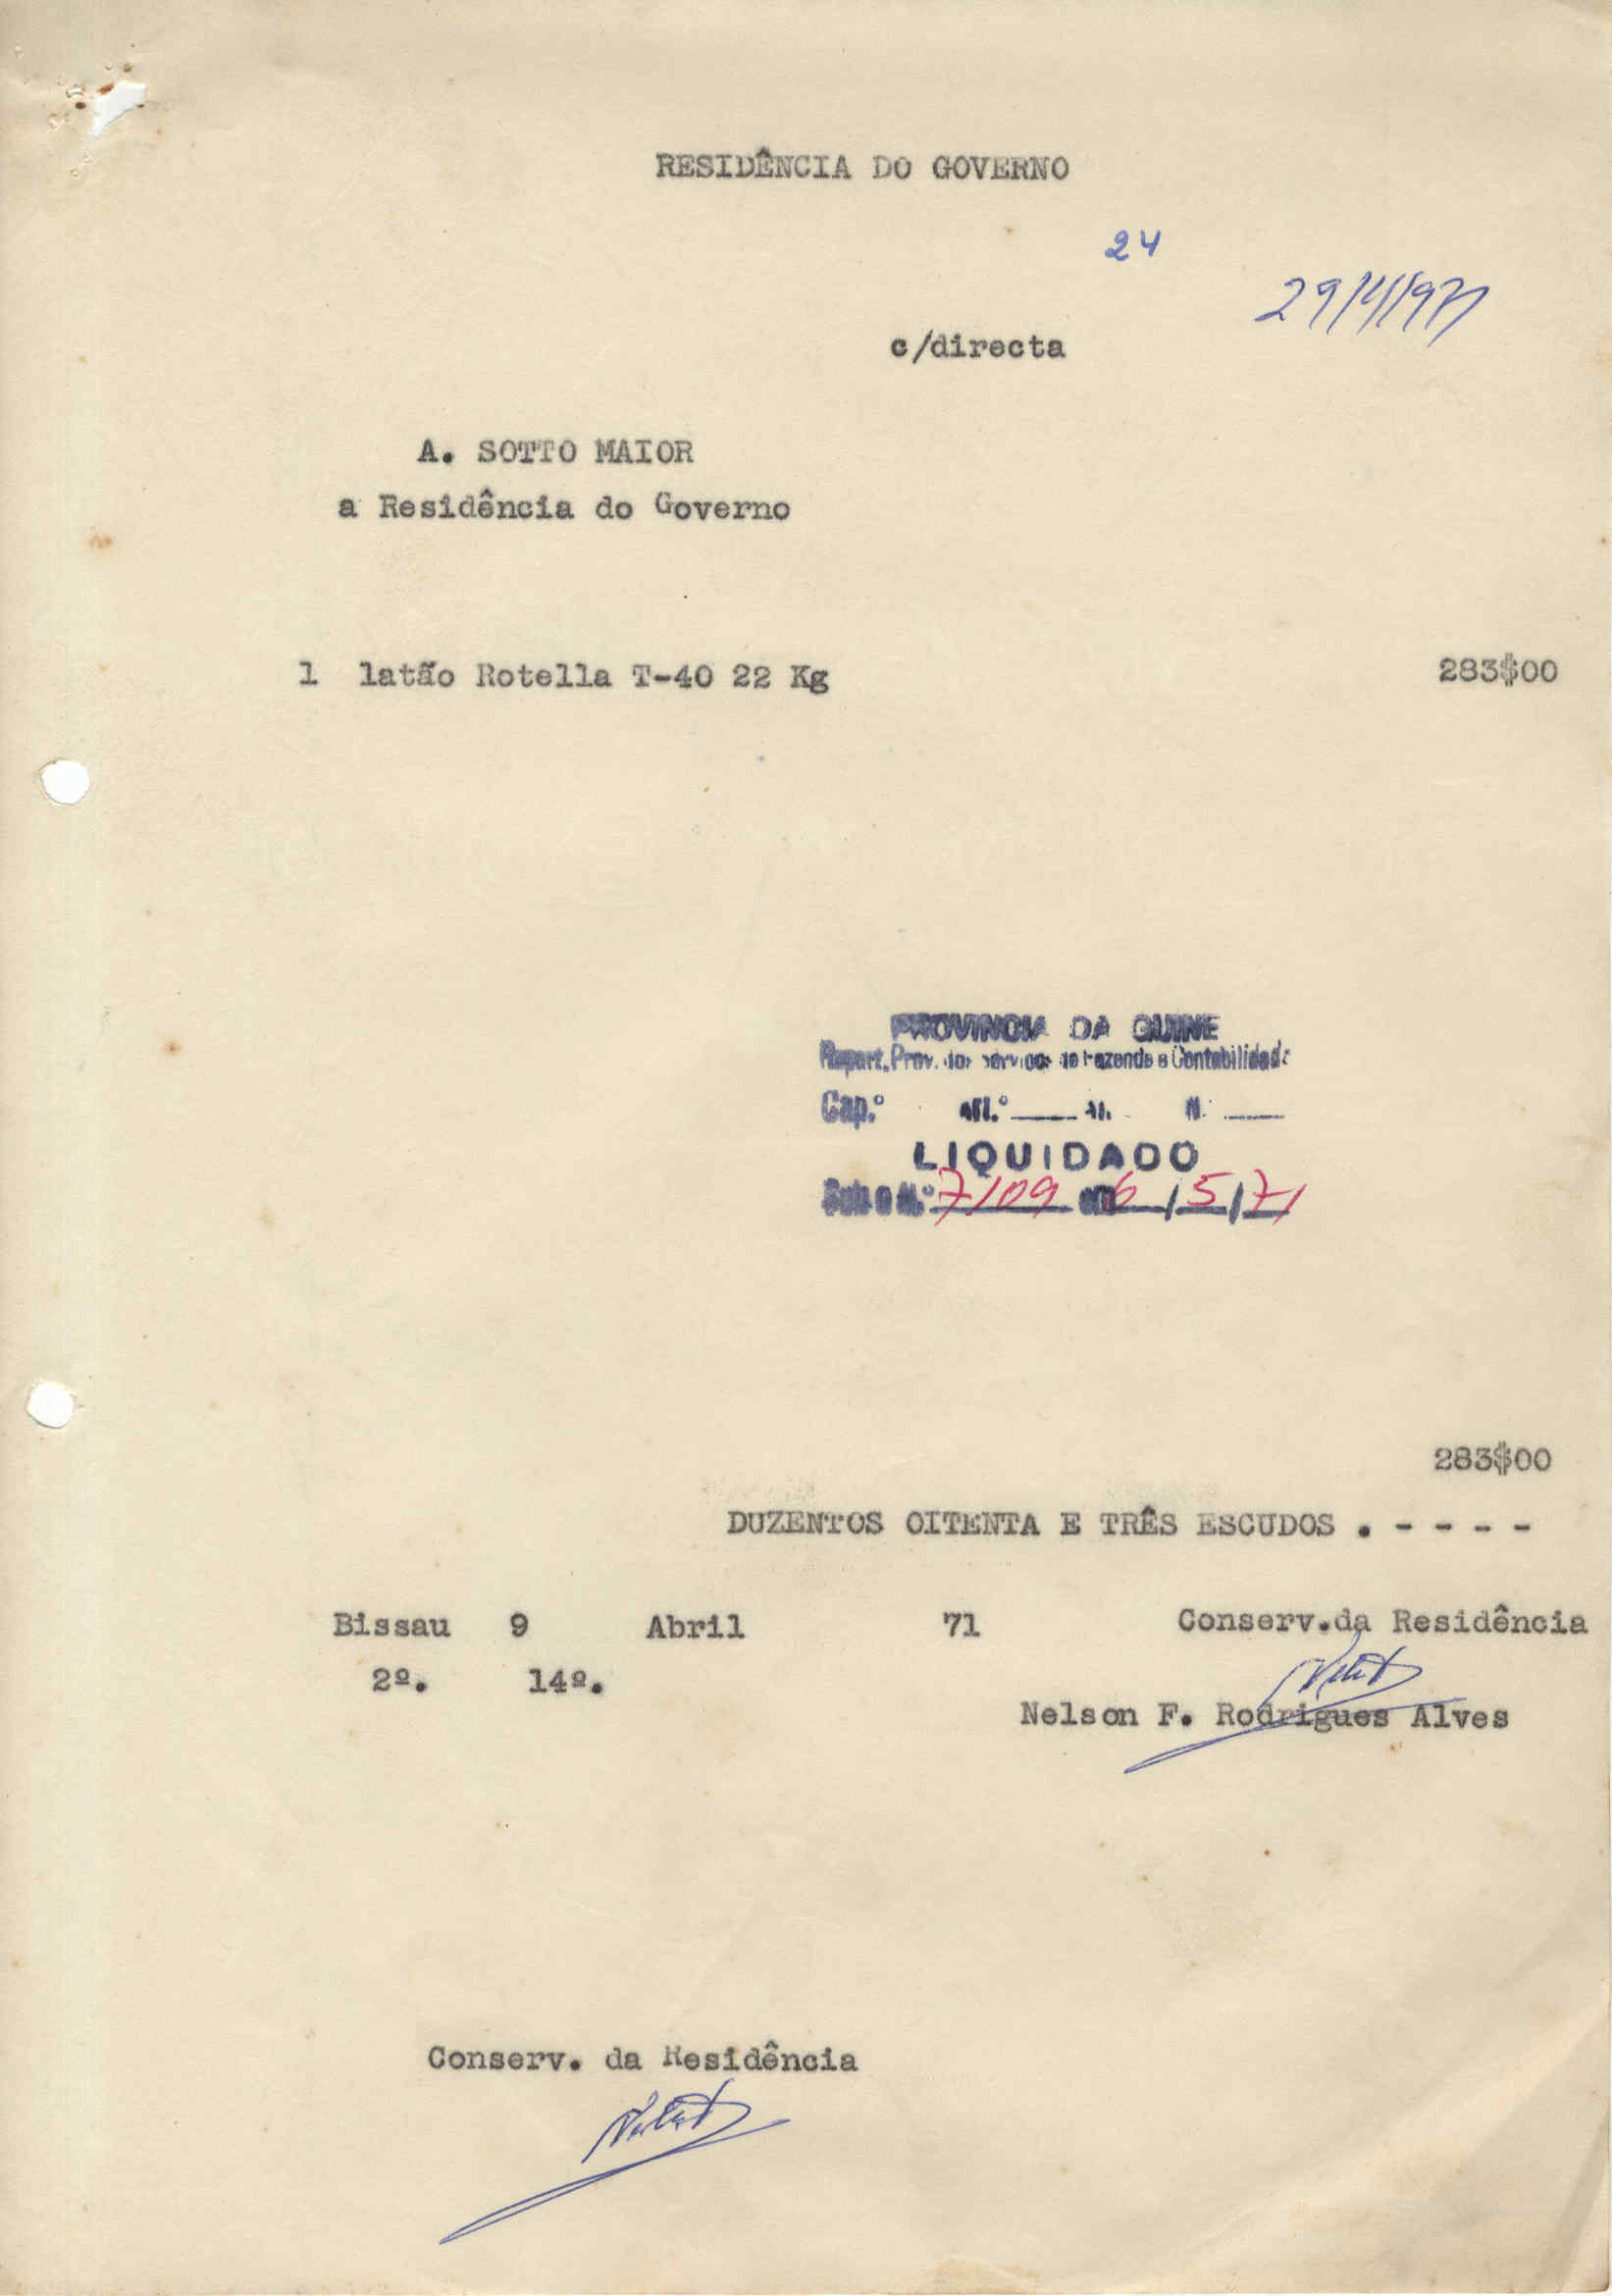 RESIDÊNCIA DO GOVERNO
24
29/4/1971
c/directa
A. SOTTO MAIOR
a Residência do Governo
1 latão Rotella T-40 22 Kg 283$00
PROVINCIA DA GUINE
Repart. Prov. dos Serviços de Fazenda e Contabilidade
Cap.º Art.º N.
LIQUIDADO
Sob o N.º 7109 em 6/5/71
283$00
DUZENTOS OITENTA E TRÊS ESCUDOS . - - - -
Bissau 9 Abril 71 Conserv.da Residência
2º. 14º.
Nelson F. Rodrigues Alves
Conserv. da Residência